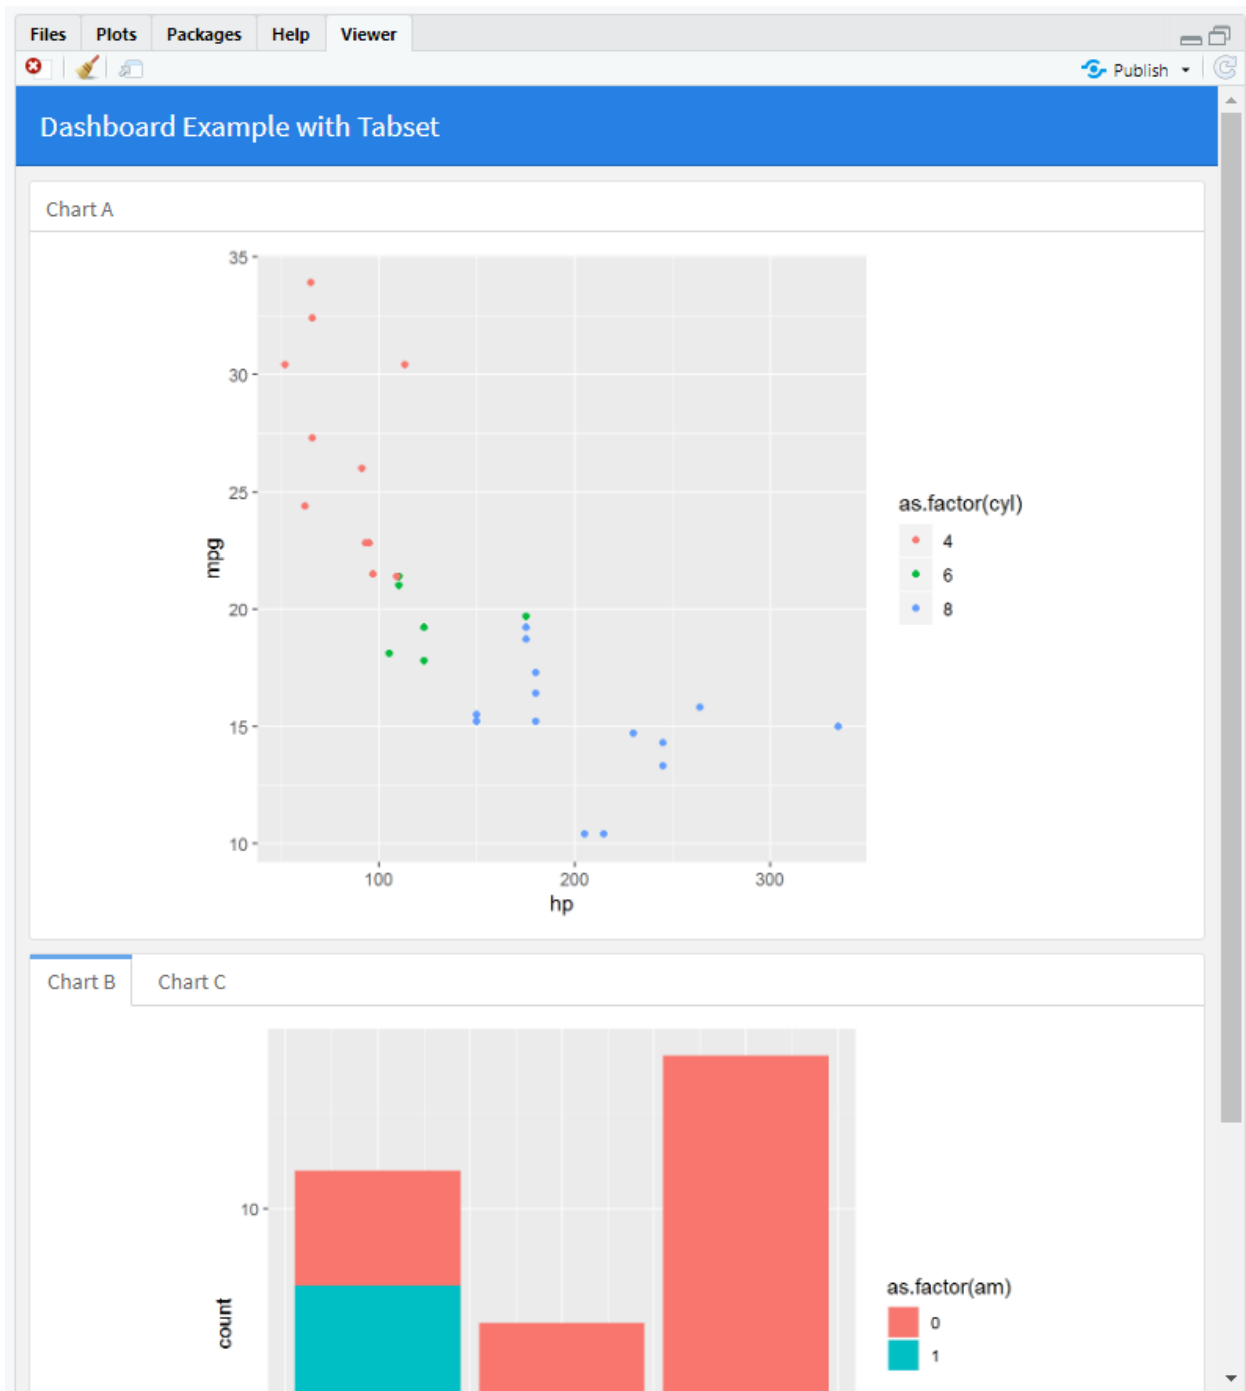 Files Plots Packages Help Viewer
Publish
Dashboard Example with Tabset
Chart A
35
30
25
20
15
10
mpg
100 200 300
hp
as.factor(cyl)
4
6
8
Chart B Chart C
10
count
as.factor(am)
0
1